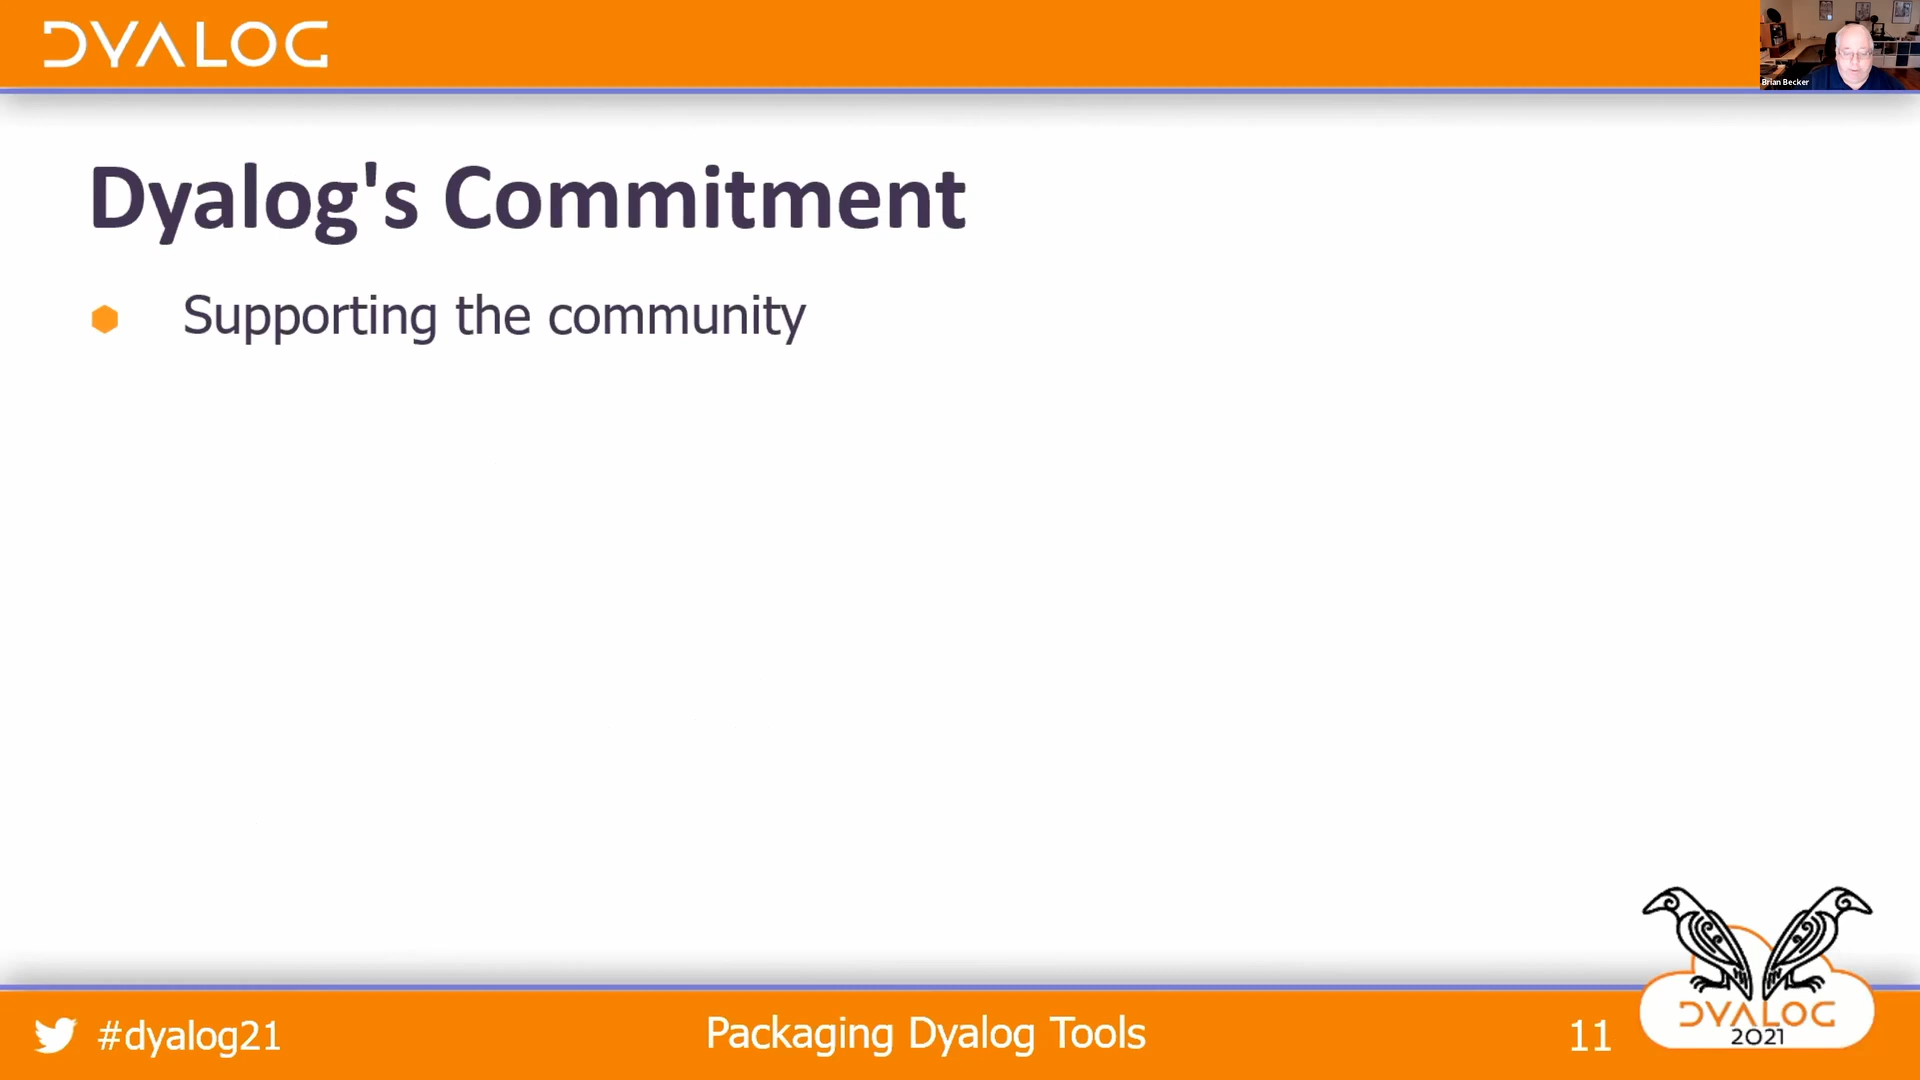 DYALOG
Brian Becker
Dyalog's Commitment
Supporting the community
#dyalog21
Packaging Dyalog Tools
11
DYALOG
2021